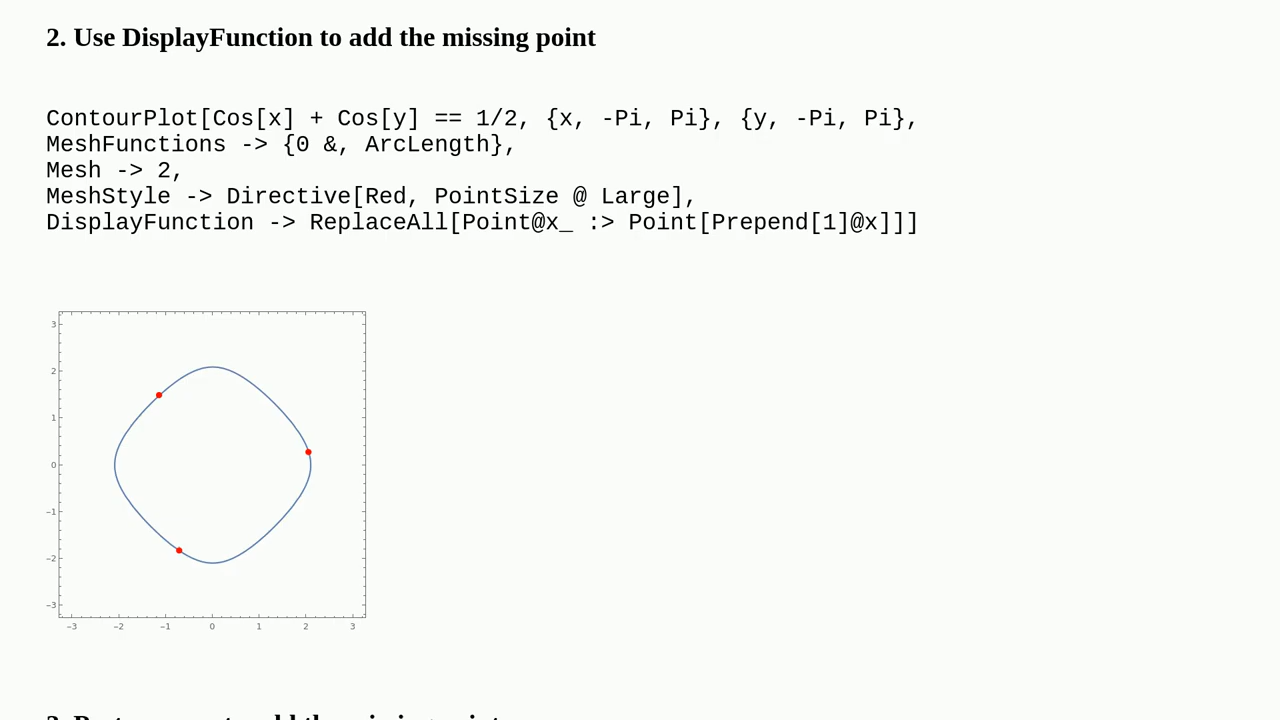 2. Use DisplayFunction to add the missing point
ContourPlot[Cos[x] + Cos[y] == 1/2, {x, -Pi, Pi}, {y, -Pi, Pi},
MeshFunctions -> {0 &, ArcLength},
Mesh -> 2,
MeshStyle -> Directive[Red, PointSize @ Large],
DisplayFunction -> ReplaceAll[Point@x_ :> Point[Prepend[1]@x]]]
3
2
1
0
−1
−2
−3
−3 −2 −1 0 1 2 3